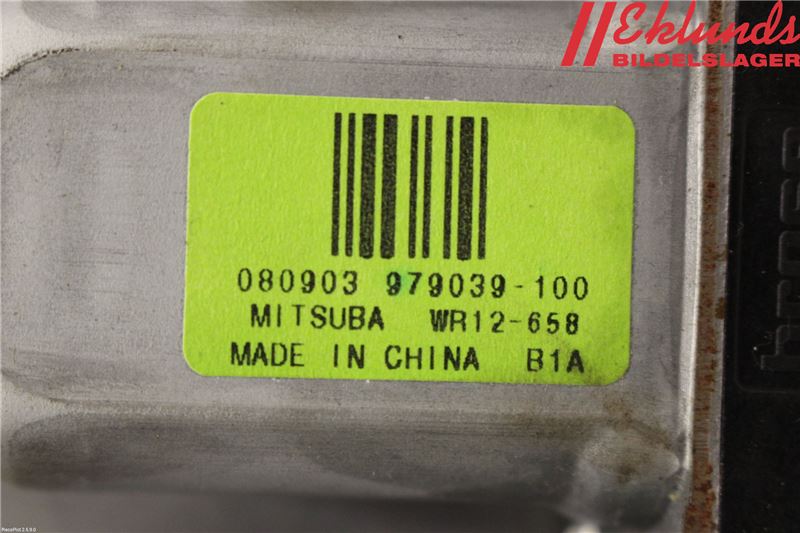 Eklunds
BILDELSLAGER
080903 979039-100
MITSUBA WR12-658
MADE IN CHINA B1A